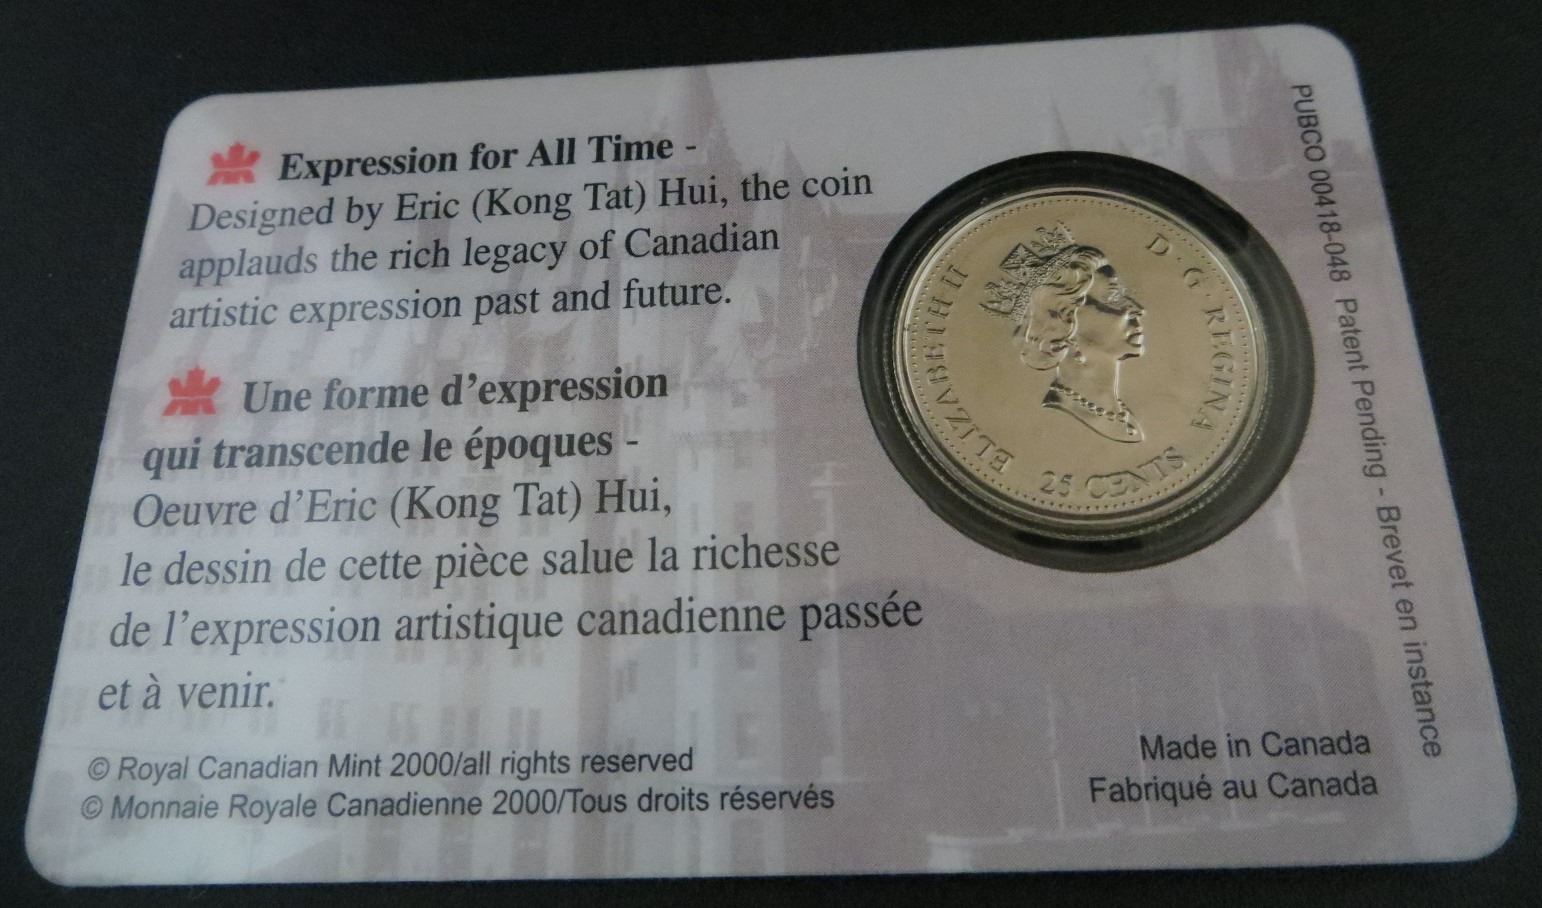 Expression for All Time -
Designed by Eric (Kong Tat) Hui, the coin
applauds the rich legacy of Canadian
artistic expression past and future.
Une forme d'expression
qui transcende le époques -
Oeuvre d'Eric (Kong Tat) Hui,
le dessin de cette pièce salue la richesse
de l'expression artistique canadienne passée
et à venir.
© Royal Canadian Mint 2000/all rights reserved
© Monnaie Royale Canadienne 2000/Tous droits réservés
ELIZABETH II D · G · REGINA
25 CENTS
PUBCO 00418-048 Patent Pending - Brevet en instance
Made in Canada
Fabriqué au Canada